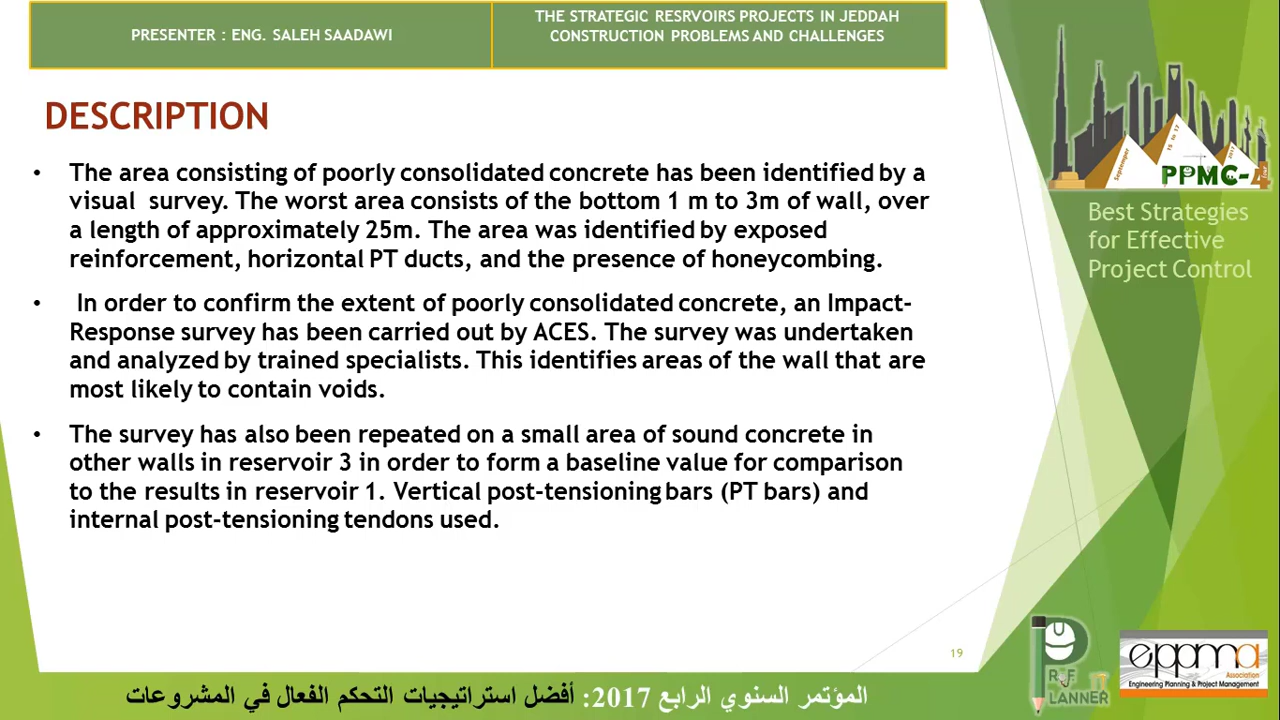 PRESENTER : ENG. SALEH SAADAWI
THE STRATEGIC RESRVOIRS PROJECTS IN JEDDAH
CONSTRUCTION PROBLEMS AND CHALLENGES
DESCRIPTION
• The area consisting of poorly consolidated concrete has been identified by a
visual survey. The worst area consists of the bottom 1 m to 3m of wall, over
a length of approximately 25m. The area was identified by exposed
reinforcement, horizontal PT ducts, and the presence of honeycombing.
• In order to confirm the extent of poorly consolidated concrete, an Impact-
Response survey has been carried out by ACES. The survey was undertaken
and analyzed by trained specialists. This identifies areas of the wall that are
most likely to contain voids.
• The survey has also been repeated on a small area of sound concrete in
other walls in reservoir 3 in order to form a baseline value for comparison
to the results in reservoir 1. Vertical post-tensioning bars (PT bars) and
internal post-tensioning tendons used.
September
15 to 17
2017
PPMC-4
four
Best Strategies
for Effective
Project Control
19
المؤتمر السنوي الرابع 2017: أفضل استراتيجيات التحكم الفعال في المشروعات
LANNER
eppma
Association
Engineering Planning & Project Management